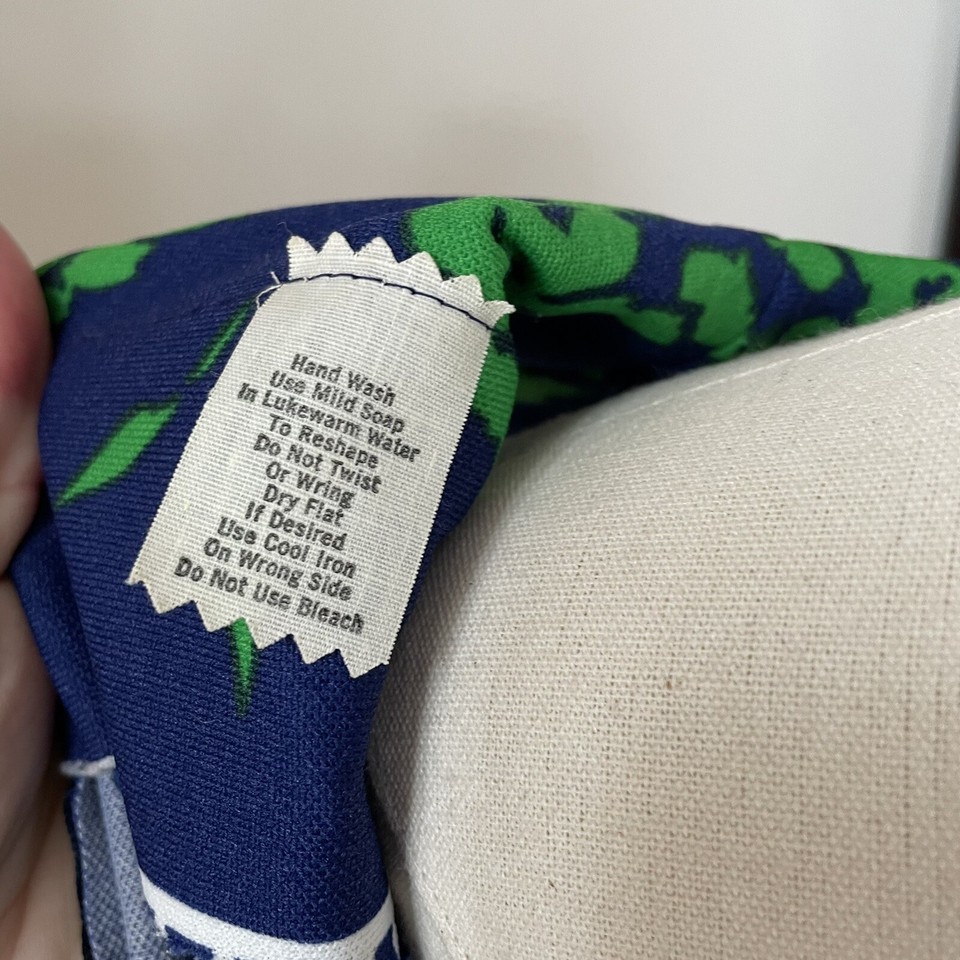 Hand Wash
Use Mild Soap
In Lukewarm Water
To Reshape
Do Not Twist
Or Wring
Dry Flat
If Desired
Use Cool Iron
On Wrong Side
Do Not Use Bleach